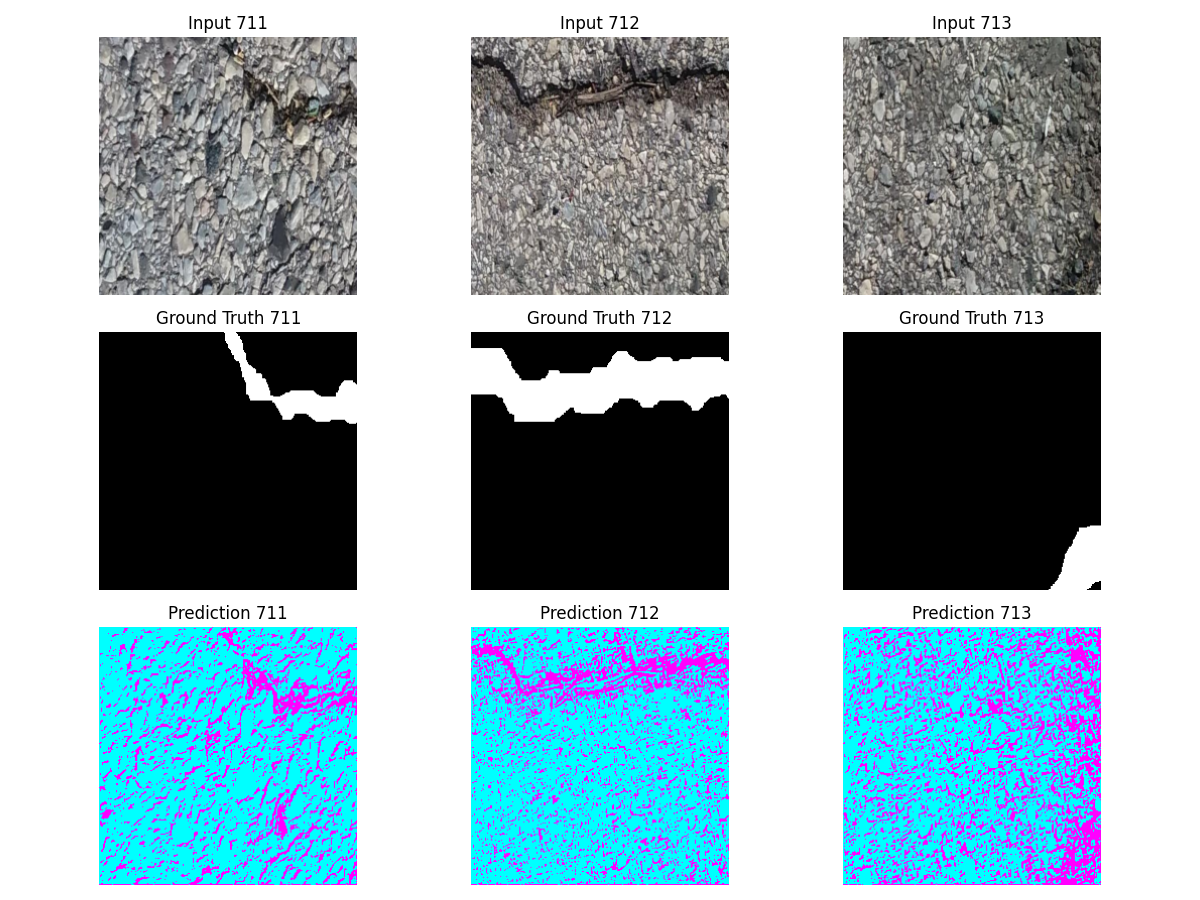 Input 711
Input 712
Input 713
Ground Truth 711
Ground Truth 712
Ground Truth 713
Prediction 711
Prediction 712
Prediction 713